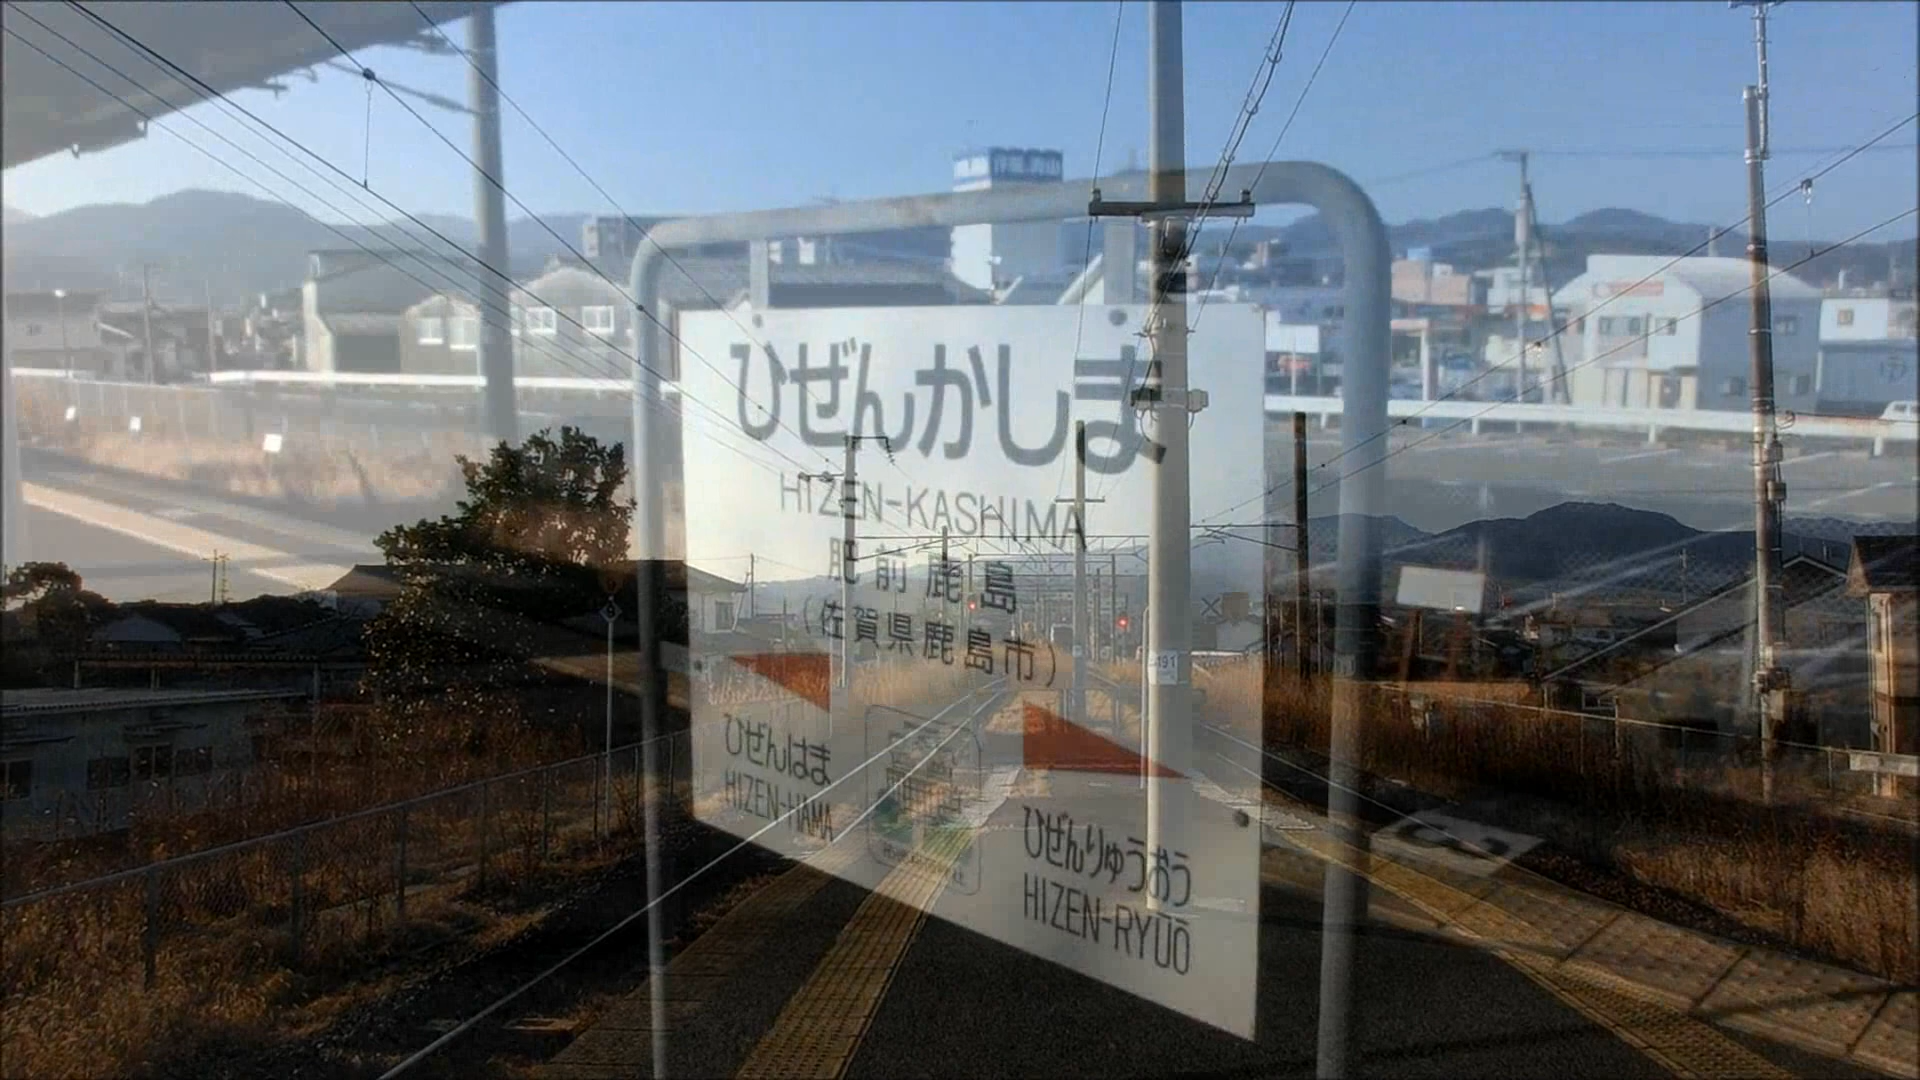 ひぜんかしま
HIZEN-KASHIMA
肥前鹿島
(佐賀県鹿島市)
ひぜんはま
HIZEN-HAMA
ひぜんりゅうおう
HIZEN-RYŪŌ